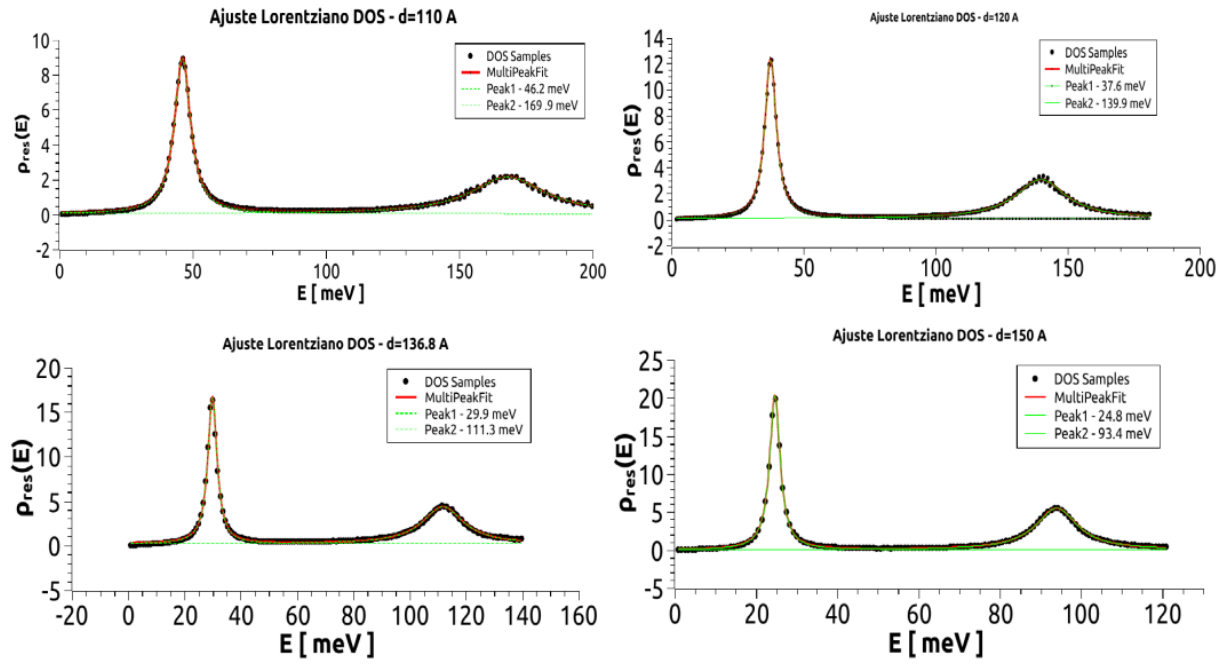 Ajuste Lorentziano DOS - d=110 A
10
8
6
4
2
0
-2
ρres(E)
DOS Samples
MultiPeakFit
Peak1 - 46.2 meV
Peak2 - 169 .9 meV
0 50 100 150 200
E [ meV ]
Ajuste Lorentziano DOS - d=120 A
14
12
10
8
6
4
2
0
-2
ρres(E)
DOS Samples
MultiPeakFit
Peak1 - 37.6 meV
Peak2 - 139.9 meV
0 50 100 150 200
E [ meV ]
Ajuste Lorentziano DOS - d=136.8 A
20
15
10
5
0
-5
ρres(E)
DOS Samples
MultiPeakFit
Peak1 - 29.9 meV
Peak2 - 111.3 meV
-20 0 20 40 60 80 100 120 140 160
E [ meV ]
Ajuste Lorentziano DOS - d=150 A
25
20
15
10
5
0
-5
ρres(E)
DOS Samples
MultiPeakFit
Peak1 - 24.8 meV
Peak2 - 93.4 meV
0 20 40 60 80 100 120
E [ meV ]